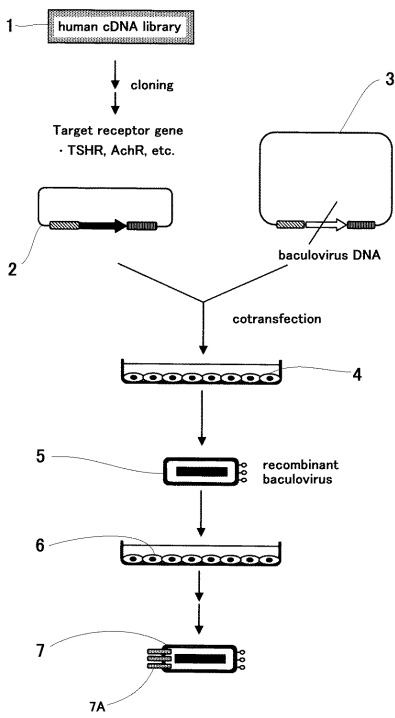 1
human cDNA library
cloning
3
Target receptor gene
· TSHR, AchR, etc.
2
baculovirus DNA
cotransfection
4
5
recombinant
baculovirus
6
7
7A